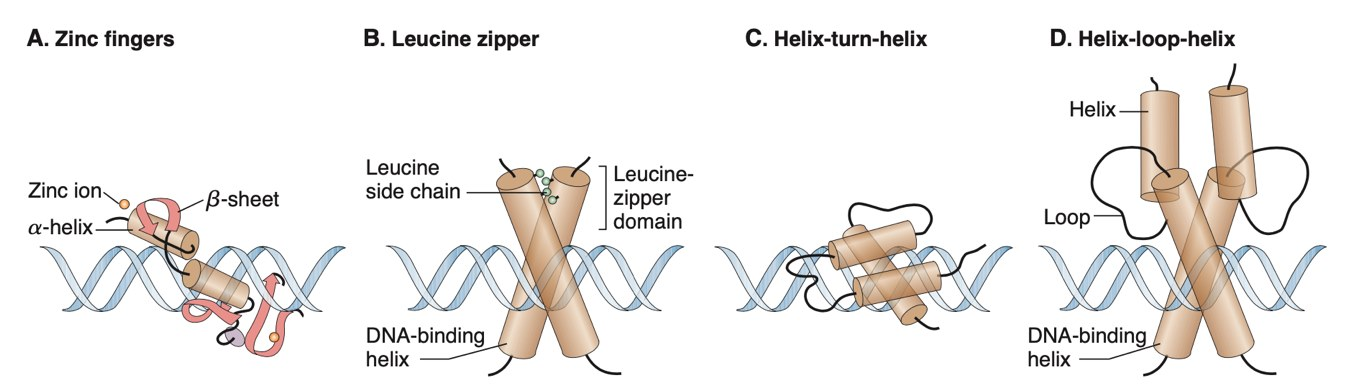 A. Zinc fingers
B. Leucine zipper
C. Helix-turn-helix
D. Helix-loop-helix
Zinc ion
α-helix
β-sheet
Leucine
side chain
Leucine-
zipper
domain
DNA-binding
helix
Helix
Loop
DNA-binding
helix